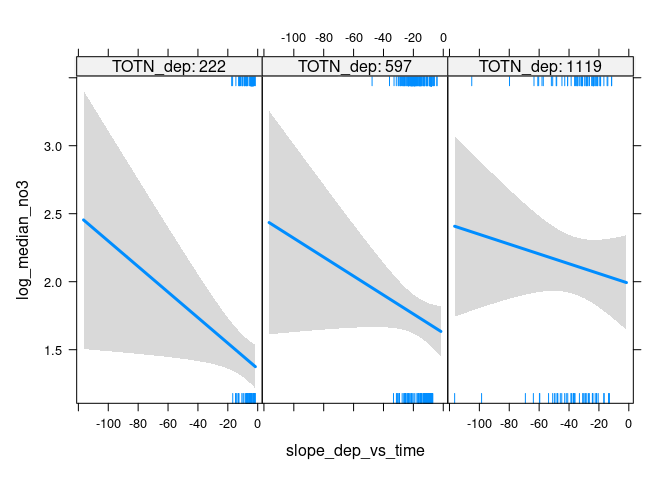 -100 -80 -60 -40 -20 0
TOTN_dep: 222 TOTN_dep: 597 TOTN_dep: 1119
3.0
2.5
2.0
1.5
log_median_no3
-100 -80 -60 -40 -20 0 -100 -80 -60 -40 -20 0
slope_dep_vs_time